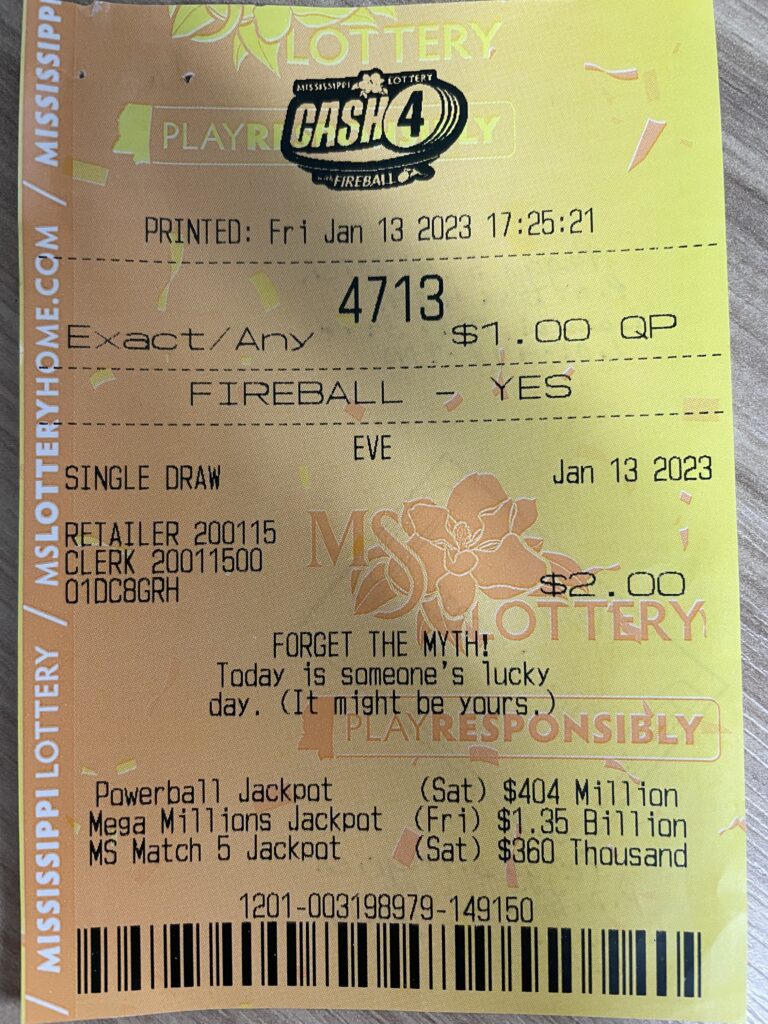 LOTTERY
PLAY RESPONSIBLY
MISSISSIPPI LOTTERY
CASH 4
with FIREBALL
PRINTED: Fri Jan 13 2023 17:25:21
4713
Exact/Any $1.00 QP
FIREBALL - YES
EVE
SINGLE DRAW Jan 13 2023
RETAILER 200115
CLERK 20011500
01DC8GRH
$2.00
MS
LOTTERY
FORGET THE MYTH!
Today is someone's lucky
day. (It might be yours.)
PLAYRESPONSIBLY
Powerball Jackpot (Sat) $404 Million
Mega Millions Jackpot (Fri) $1.35 Billion
MS Match 5 Jackpot (Sat) $360 Thousand
1201-003198979-149150
/ MISSISSIPPI LOTTERY / MSLOTTERYHOME.COM / MISSISSIPPI